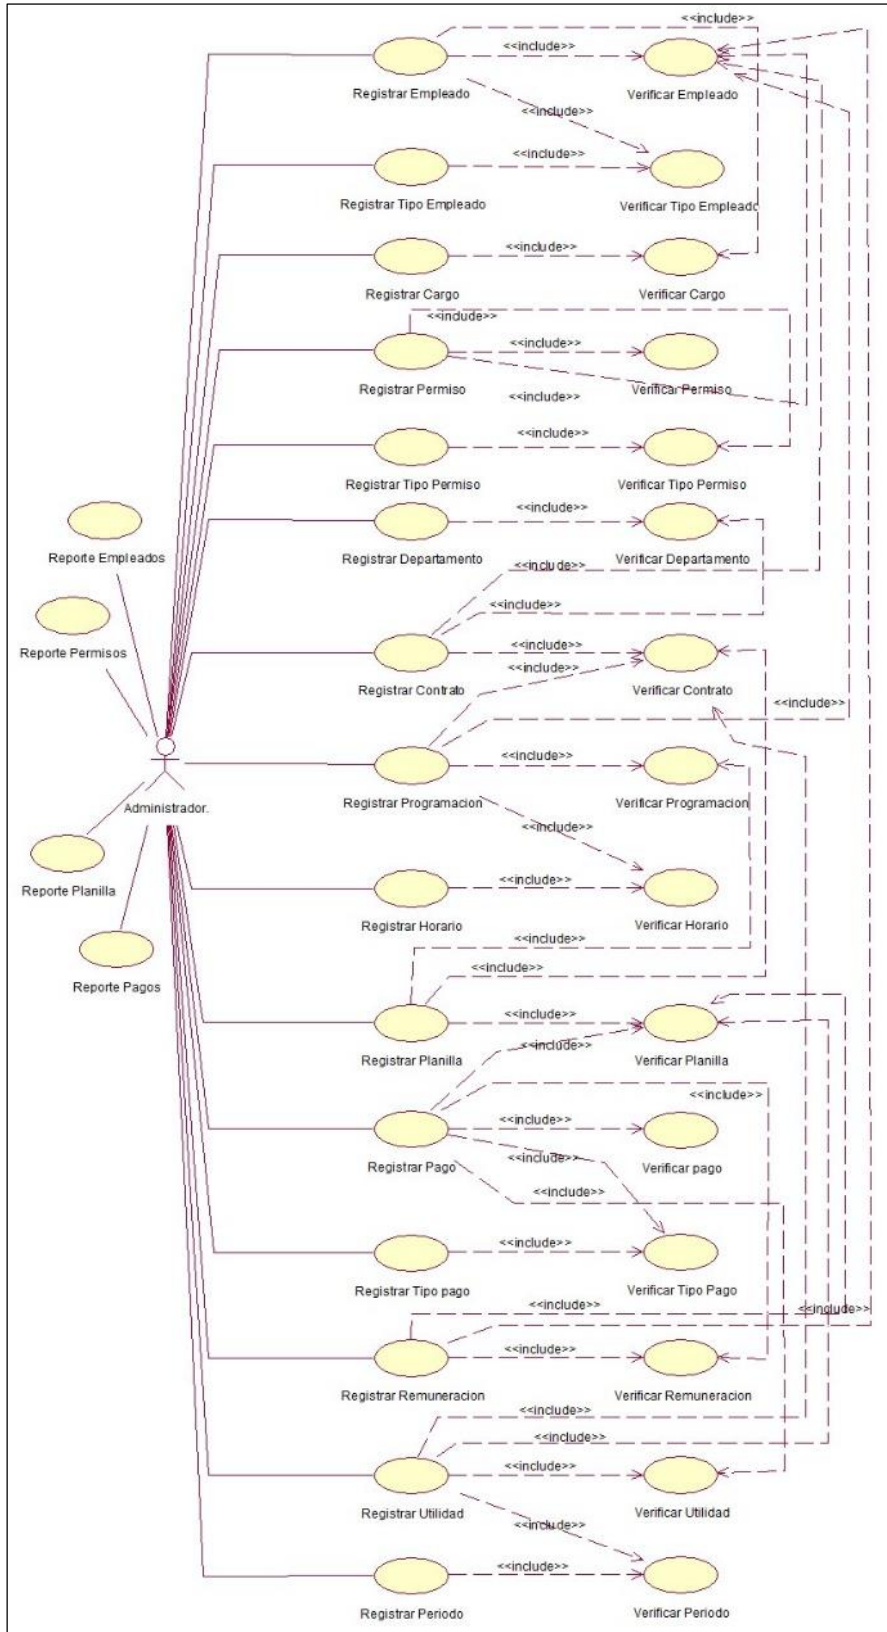 <<include>>
<<include>>
Registrar Empleado
Verificar Empleado
<<include>>
<<include>>
Registrar Tipo Empleado
Verificar Tipo Empleado
<<include>>
Registrar Cargo
Verificar Cargo
<<include>>
<<include>>
Registrar Permiso
Verificar Permiso
<<include>>
<<include>>
Registrar Tipo Permiso
Verificar Tipo Permiso
<<include>>
Reporte Empleados
Registrar Departamento
Verificar Departamento
<<include>>
<<include>>
<<include>>
Reporte Permisos
<<include>>
Registrar Contrato
Verificar Contrato
<<include>>
<<include>>
Administrador.
Registrar Programacion
Verificar Programacion
<<include>>
<<include>>
Reporte Planilla
Registrar Horario
Verificar Horario
<<include>>
<<include>>
Reporte Pagos
<<include>>
<<include>>
Registrar Planilla
Verificar Planilla
<<include>>
<<include>>
<<include>>
Registrar Pago
Verificar pago
<<include>>
<<include>>
Registrar Tipo pago
Verificar Tipo Pago
<<include>>
<<include>>
<<include>>
Registrar Remuneracion
Verificar Remuneracion
<<include>>
<<include>>
<<include>>
Registrar Utilidad
Verificar Utilidad
<<include>>
<<include>>
Registrar Periodo
Verificar Periodo